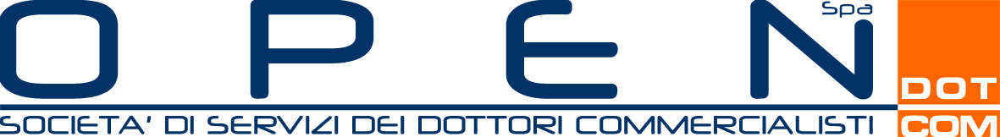 OPEN Spa
DOT
COM
SOCIETA' DI SERVIZI DEI DOTTORI COMMERCIALISTI